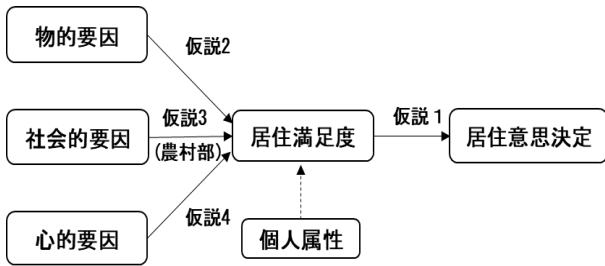 物的要因
仮説2
社会的要因
仮説3
(農村部)
居住満足度
仮説１
居住意思決定
心的要因
仮説4
個人属性